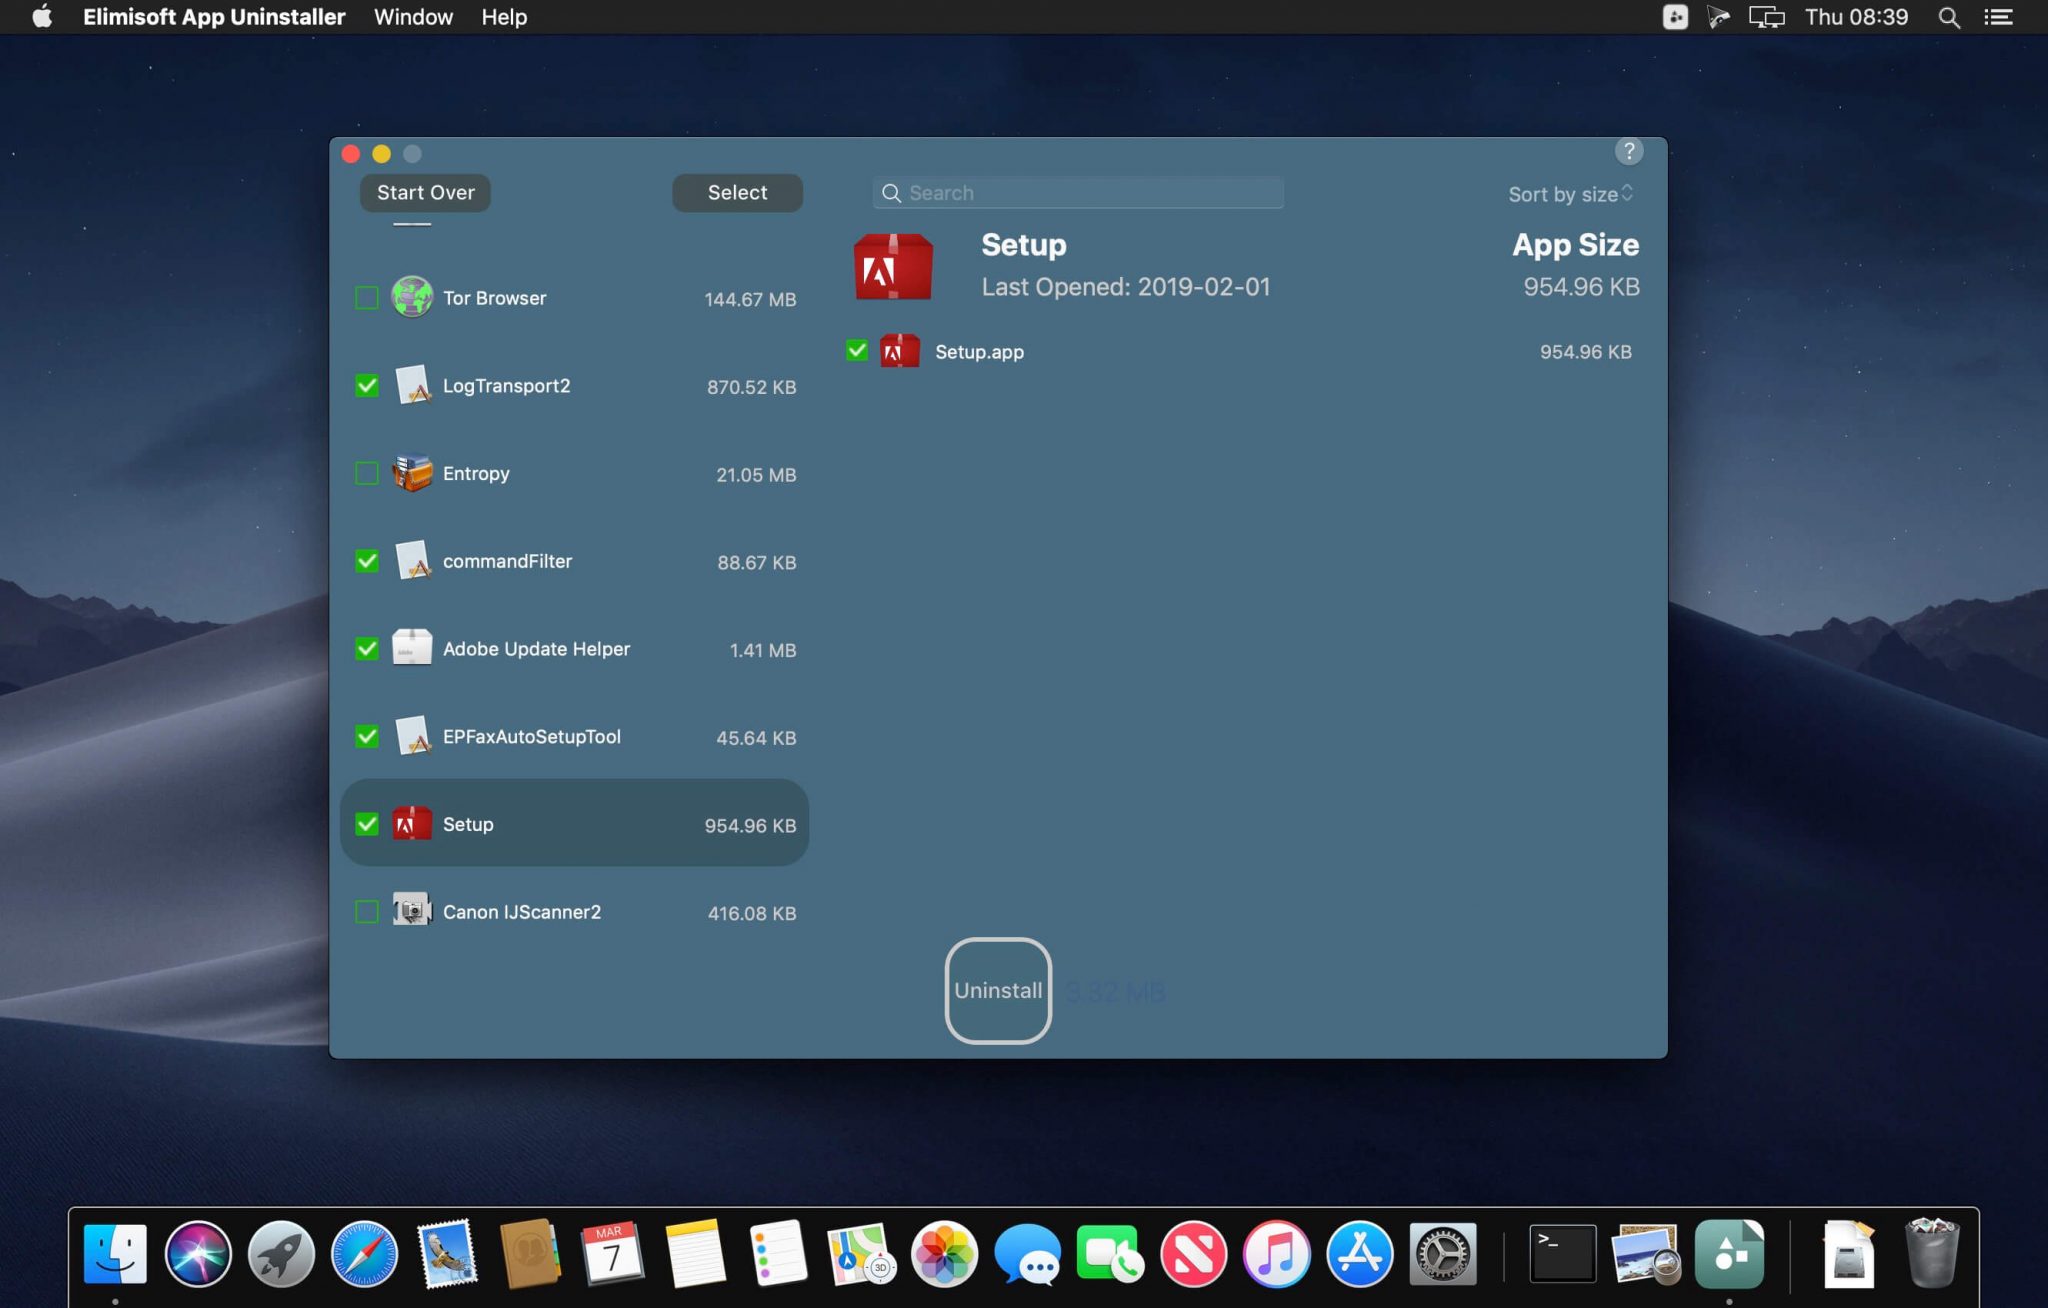 Elimisoft App Uninstaller Window Help Thu 08:39
?
Start Over Select Search Sort by size
Setup App Size
Last Opened: 2019-02-01 954.96 KB
Setup.app 954.96 KB
Tor Browser 144.67 MB
LogTransport2 870.52 KB
Entropy 21.05 MB
commandFilter 88.67 KB
Adobe Update Helper 1.41 MB
EPFaxAutoSetupTool 45.64 KB
Setup 954.96 KB
Canon IJScanner2 416.08 KB
Uninstall 3.32 MB
MAR
7
3D
>_